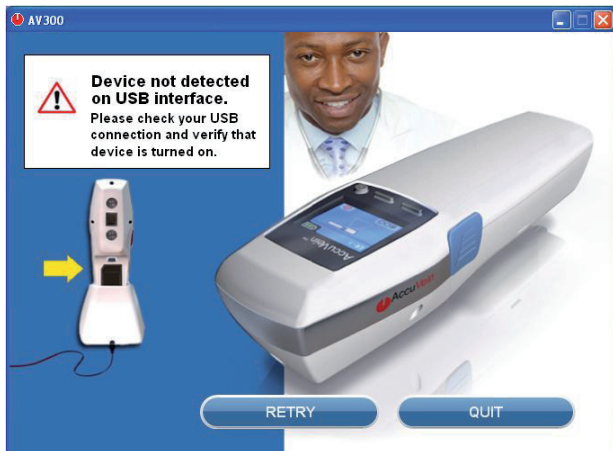 AV300
Device not detected
on USB interface.
Please check your USB
connection and verify that
device is turned on.
AccuVein
AccuVein
RETRY
QUIT